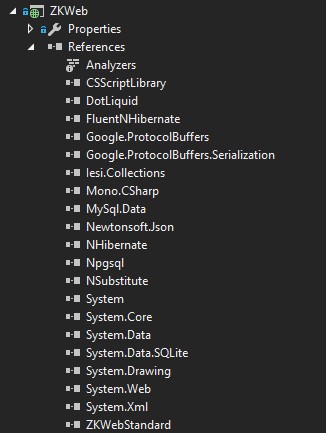 ZKWeb
Properties
References
Analyzers
CSScriptLibrary
DotLiquid
FluentNHibernate
Google.ProtocolBuffers
Google.ProtocolBuffers.Serialization
Iesi.Collections
Mono.CSharp
MySql.Data
Newtonsoft.Json
NHibernate
Npgsql
NSubstitute
System
System.Core
System.Data
System.Data.SQLite
System.Drawing
System.Web
System.Xml
ZKWebStandard